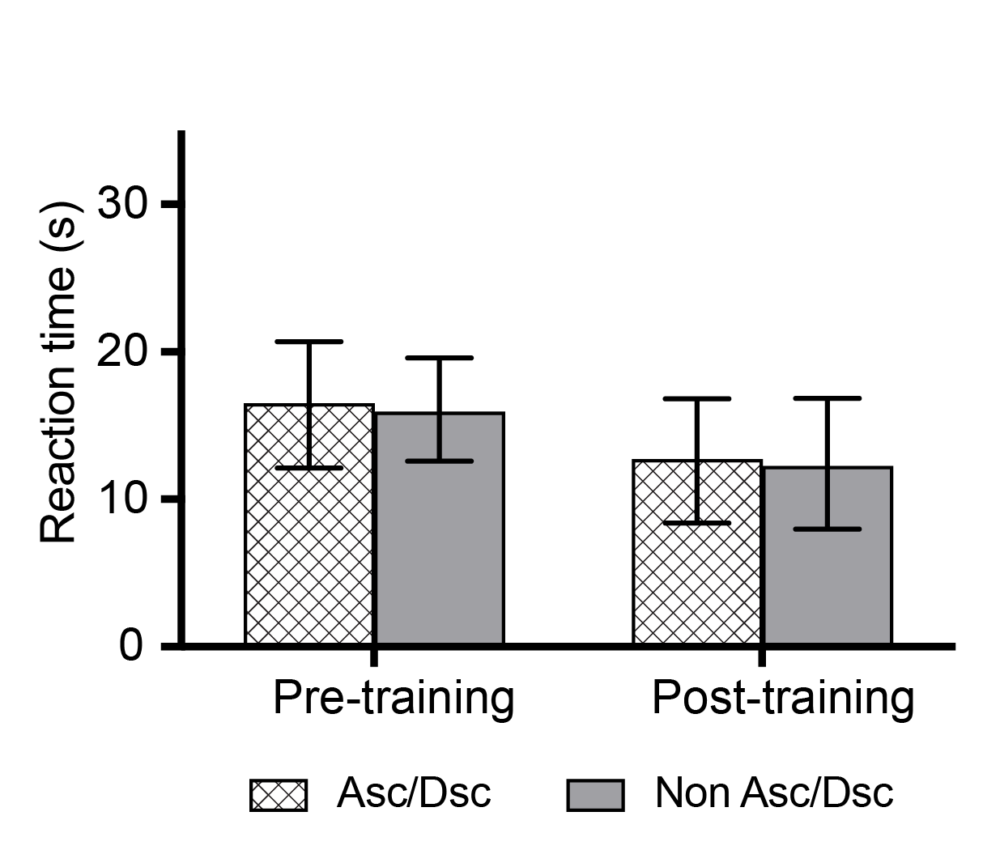 Reaction time (s)
30
20
10
0
Pre-training
Post-training
Asc/Dsc
Non Asc/Dsc